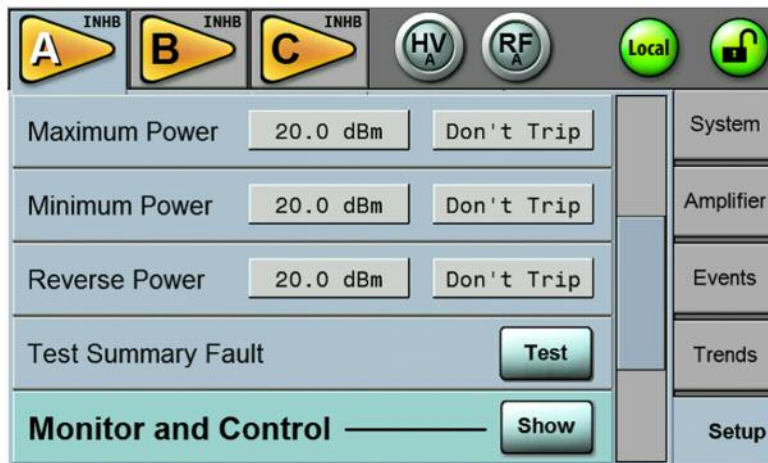 INHB INHB INHB
A B C HV A RF A Local
Maximum Power 20.0 dBm Don't Trip System
Minimum Power 20.0 dBm Don't Trip Amplifier
Reverse Power 20.0 dBm Don't Trip Events
Test Summary Fault Test Trends
Monitor and Control Show Setup